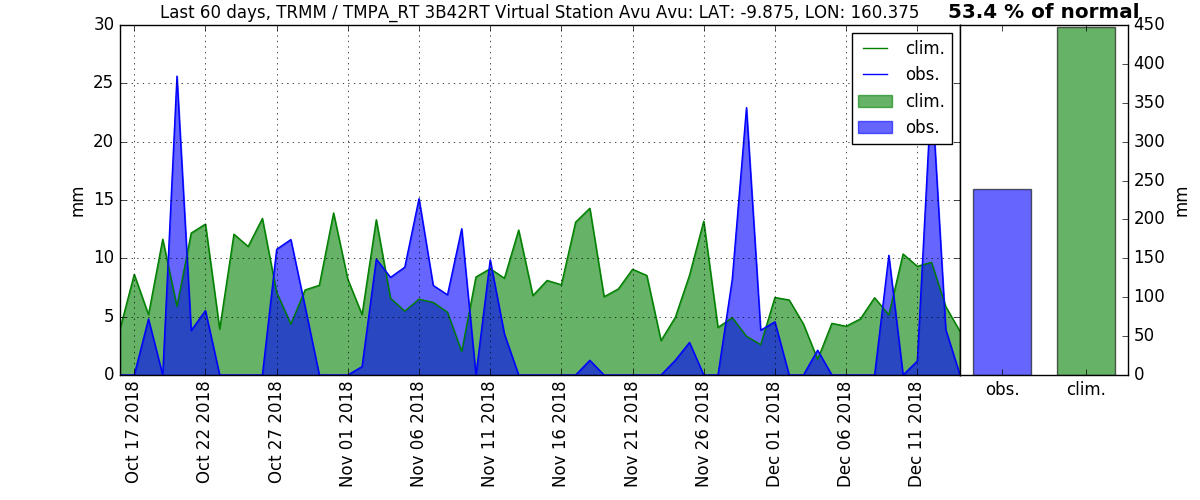 Last 60 days, TRMM / TMPA_RT 3B42RT Virtual Station Avu Avu: LAT: -9.875, LON: 160.375
53.4 % of normal
30
25
20
15
10
5
0
mm
clim.
obs.
clim.
obs.
450
400
350
300
250
200
150
100
50
0
mm
Oct 17 2018
Oct 22 2018
Oct 27 2018
Nov 01 2018
Nov 06 2018
Nov 11 2018
Nov 16 2018
Nov 21 2018
Nov 26 2018
Dec 01 2018
Dec 06 2018
Dec 11 2018
obs.
clim.